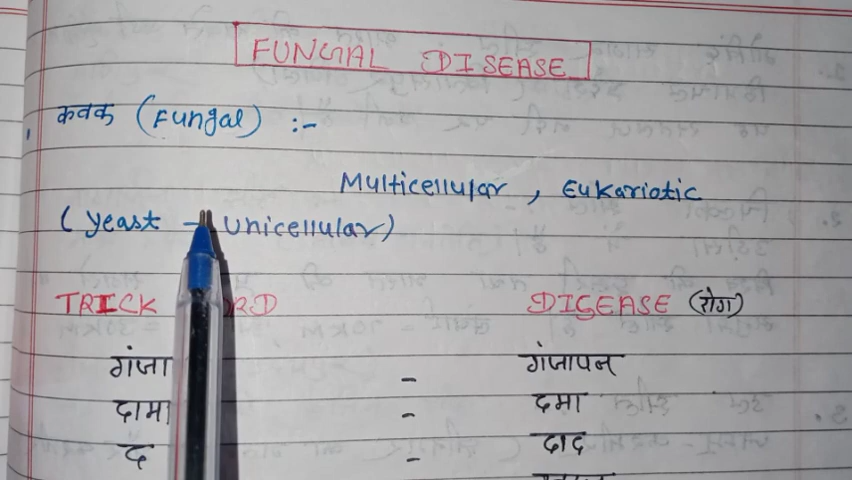 FUNGAL DISEASE
कवक (Fungal) :-
Multicellular, Eukariotic
(yeast → Unicellular)
TRICK DISEASE (रोग)
गंजा - गंजापन
दामा - दमा
द - दाद